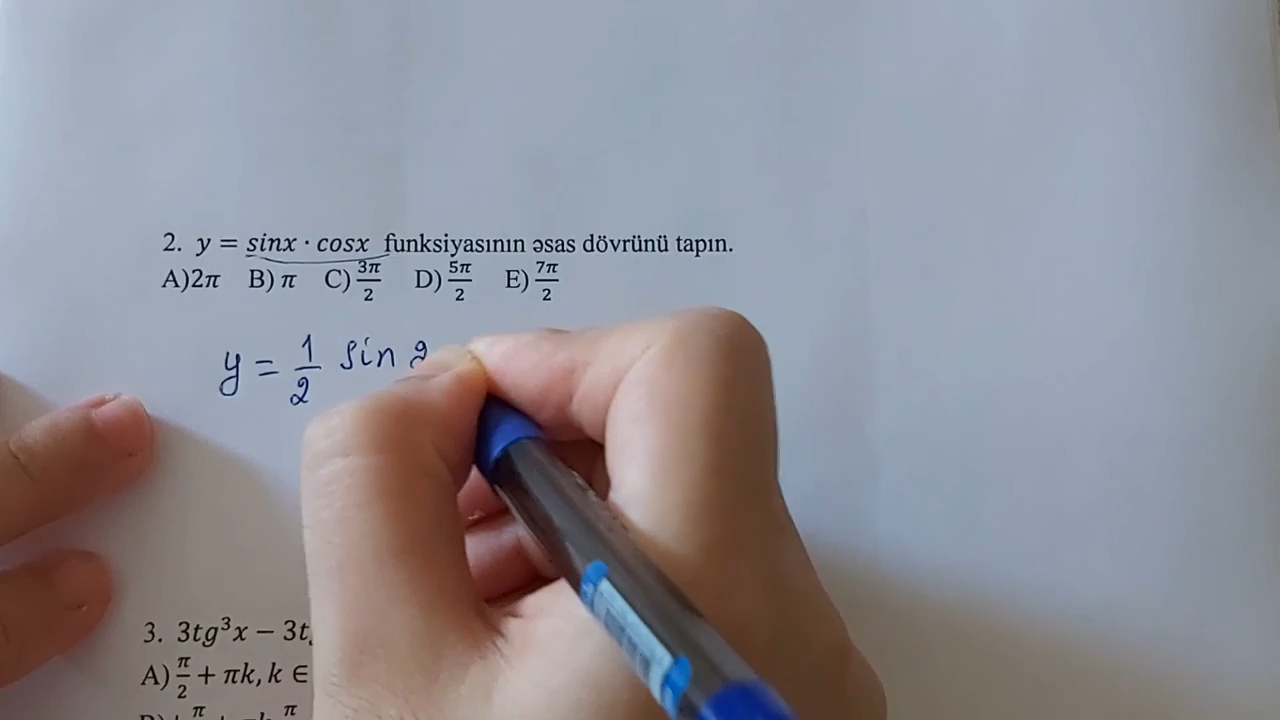 2. y = sinx · cosx funksiyasının əsas dövrünü tapın.
A)2π B) π C) 3π/2 D) 5π/2 E) 7π/2
y = 1/2 sin 2
3. 3tg³x − 3t
A) π/2 + πk, k ∈